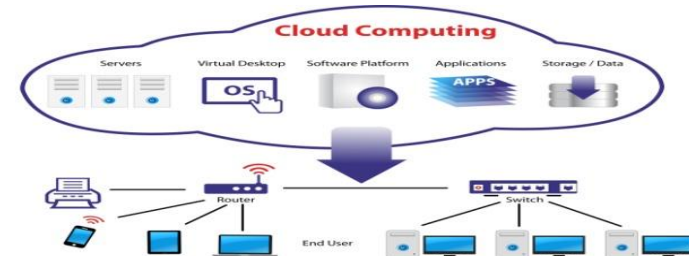 Cloud Computing
Servers
Virtual Desktop
Software Platform
Applications
Storage / Data
OS
APPS
Router
Switch
End User